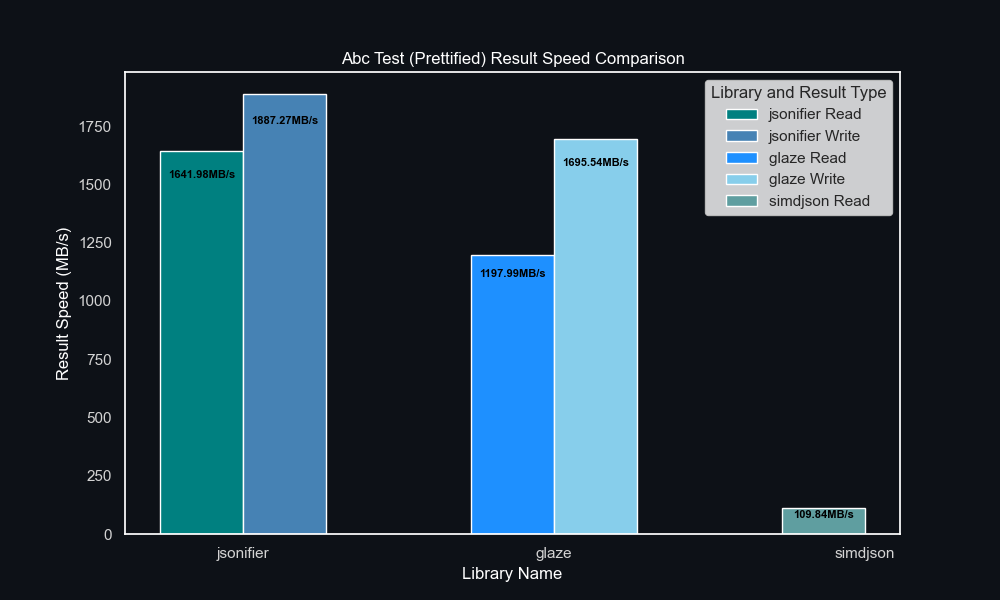 Abc Test (Prettified) Result Speed Comparison
Library and Result Type
jsonifier Read
jsonifier Write
glaze Read
glaze Write
simdjson Read
1887.27MB/s
1641.98MB/s
1695.54MB/s
1197.99MB/s
109.84MB/s
Result Speed (MB/s)
1750
1500
1250
1000
750
500
250
0
jsonifier
glaze
simdjson
Library Name